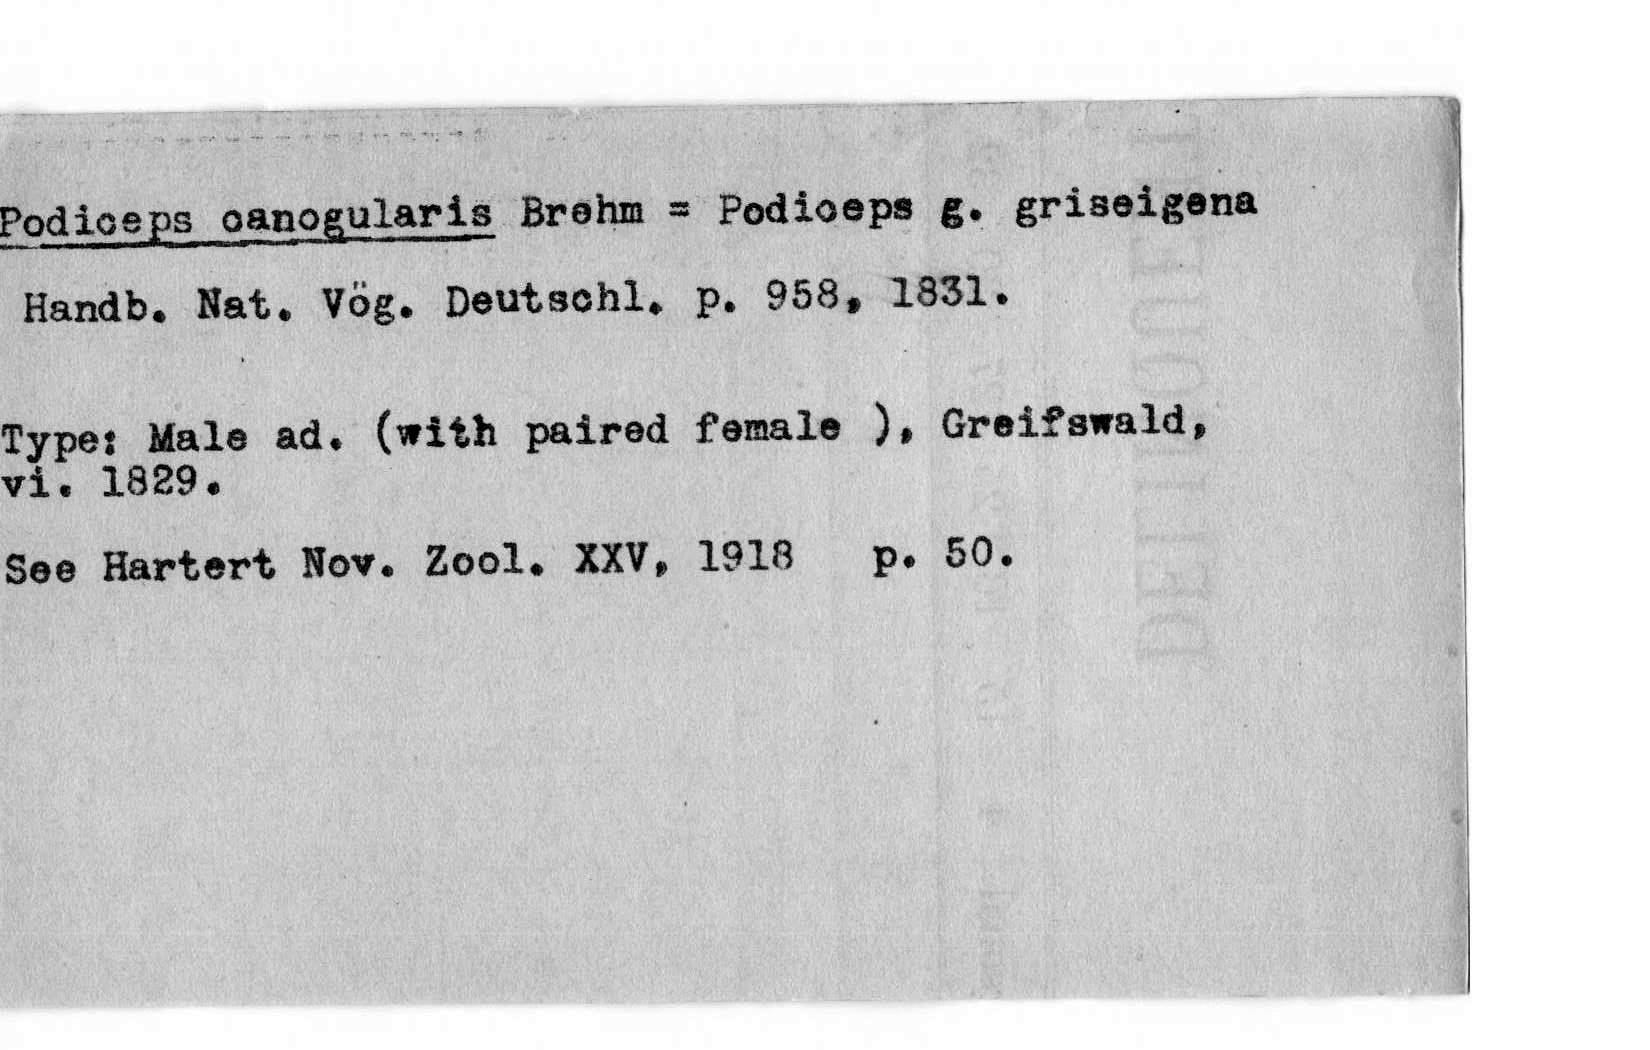 Podiceps canogularis Brehm = Podiceps g. griseigena
Handb. Nat. Vög. Deutschl. p. 958, 1831.
Type: Male ad. (with paired female ), Greifswald,
vi. 1829.
See Hartert Nov. Zool. XXV, 1918 p. 50.